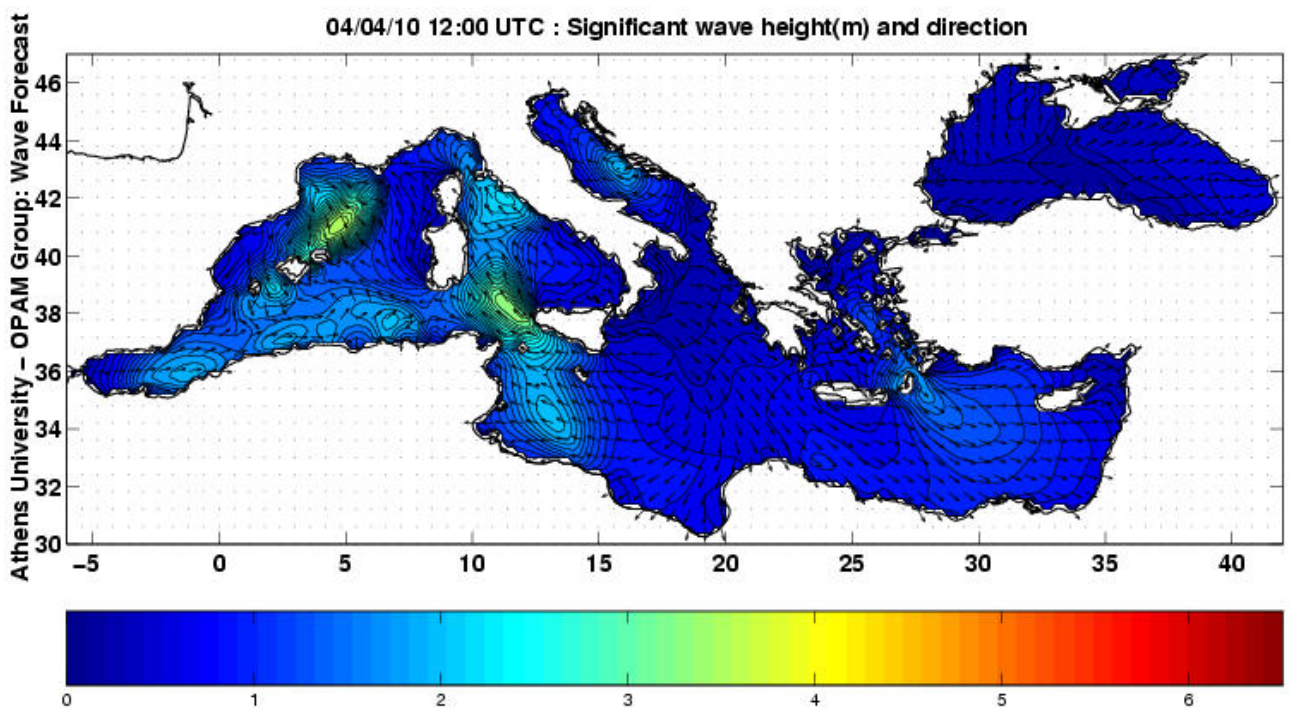 04/04/10 12:00 UTC : Significant wave height(m) and direction
Athens University – OPAM Group: Wave Forecast
46
44
42
40
38
36
34
32
30
−5 0 5 10 15 20 25 30 35 40
0 1 2 3 4 5 6